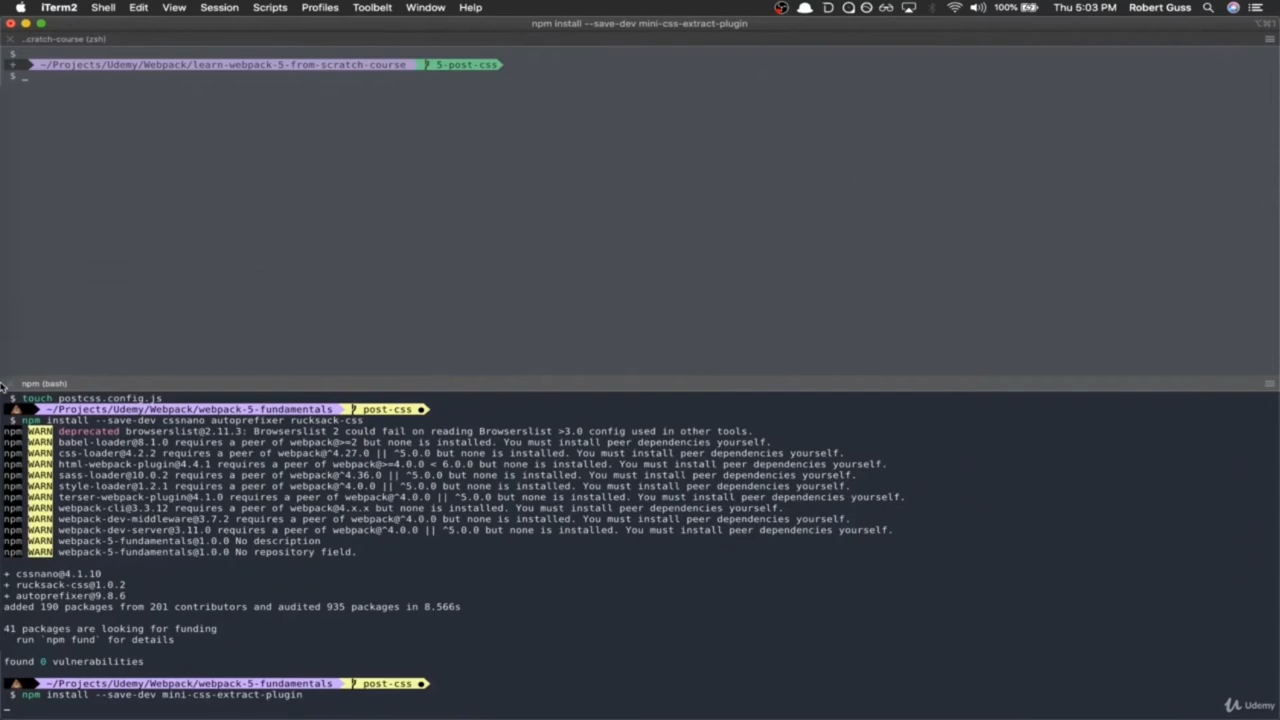 iTerm2 Shell Edit View Session Scripts Profiles Toolbelt Window Help 100% Thu 5:03 PM Robert Guss
npm install --save-dev mini-css-extract-plugin
..cratch-course (zsh)
$
~/Projects/Udemy/Webpack/learn-webpack-5-from-scratch-course 5-post-css
$ _
npm (bash)
$ touch postcss.config.js
~/Projects/Udemy/Webpack/webpack-5-fundamentals post-css ●
$ npm install --save-dev cssnano autoprefixer rucksack-css
npm WARN deprecated browserslist@2.11.3: Browserslist 2 could fail on reading Browserslist >3.0 config used in other tools.
npm WARN babel-loader@8.1.0 requires a peer of webpack@>=2 but none is installed. You must install peer dependencies yourself.
npm WARN css-loader@4.2.2 requires a peer of webpack@^4.27.0 || ^5.0.0 but none is installed. You must install peer dependencies yourself.
npm WARN html-webpack-plugin@4.4.1 requires a peer of webpack@>=4.0.0 < 6.0.0 but none is installed. You must install peer dependencies yourself.
npm WARN sass-loader@10.0.2 requires a peer of webpack@^4.36.0 || ^5.0.0 but none is installed. You must install peer dependencies yourself.
npm WARN style-loader@1.2.1 requires a peer of webpack@^4.0.0 || ^5.0.0 but none is installed. You must install peer dependencies yourself.
npm WARN terser-webpack-plugin@4.1.0 requires a peer of webpack@^4.0.0 || ^5.0.0 but none is installed. You must install peer dependencies yourself.
npm WARN webpack-cli@3.3.12 requires a peer of webpack@4.x.x but none is installed. You must install peer dependencies yourself.
npm WARN webpack-dev-middleware@3.7.2 requires a peer of webpack@^4.0.0 but none is installed. You must install peer dependencies yourself.
npm WARN webpack-dev-server@3.11.0 requires a peer of webpack@^4.0.0 || ^5.0.0 but none is installed. You must install peer dependencies yourself.
npm WARN webpack-5-fundamentals@1.0.0 No description
npm WARN webpack-5-fundamentals@1.0.0 No repository field.
+ cssnano@4.1.10
+ rucksack-css@1.0.2
+ autoprefixer@9.8.6
added 190 packages from 201 contributors and audited 935 packages in 8.566s
41 packages are looking for funding
run `npm fund` for details
found 0 vulnerabilities
~/Projects/Udemy/Webpack/webpack-5-fundamentals post-css ●
$ npm install --save-dev mini-css-extract-plugin
Udemy